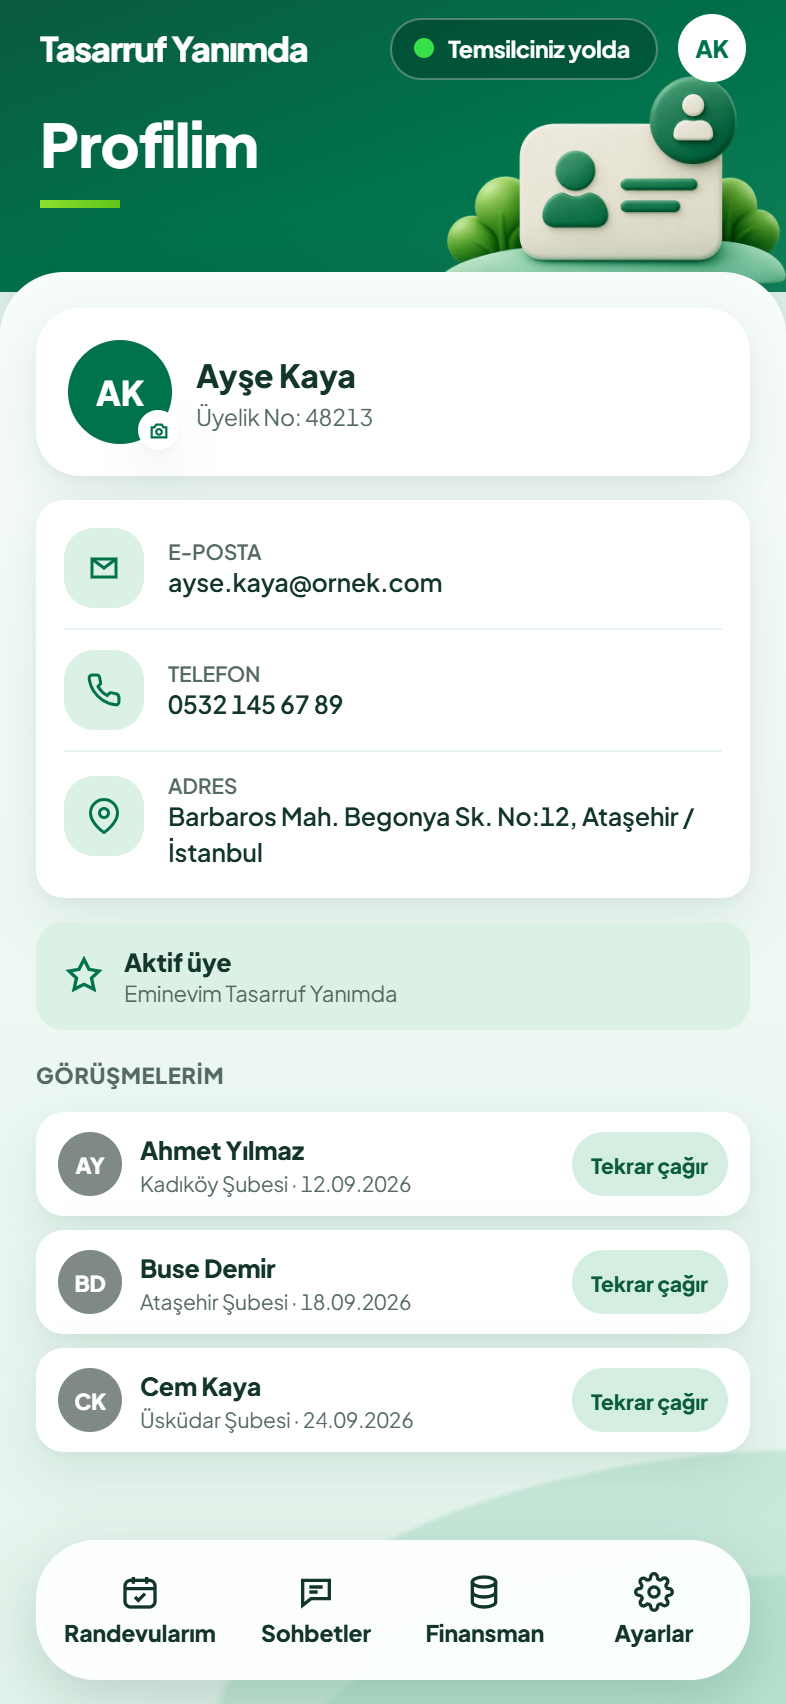 Tasarruf Yanımda
Temsilciniz yolda
AK
Profilim
AK
Ayşe Kaya
Üyelik No: 48213
E-POSTA
ayse.kaya@ornek.com
TELEFON
0532 145 67 89
ADRES
Barbaros Mah. Begonya Sk. No:12, Ataşehir /
İstanbul
Aktif üye
Eminevim Tasarruf Yanımda
GÖRÜŞMELERİM
AY
Ahmet Yılmaz
Kadıköy Şubesi · 12.09.2026
Tekrar çağır
BD
Buse Demir
Ataşehir Şubesi · 18.09.2026
Tekrar çağır
CK
Cem Kaya
Üsküdar Şubesi · 24.09.2026
Tekrar çağır
Randevularım
Sohbetler
Finansman
Ayarlar